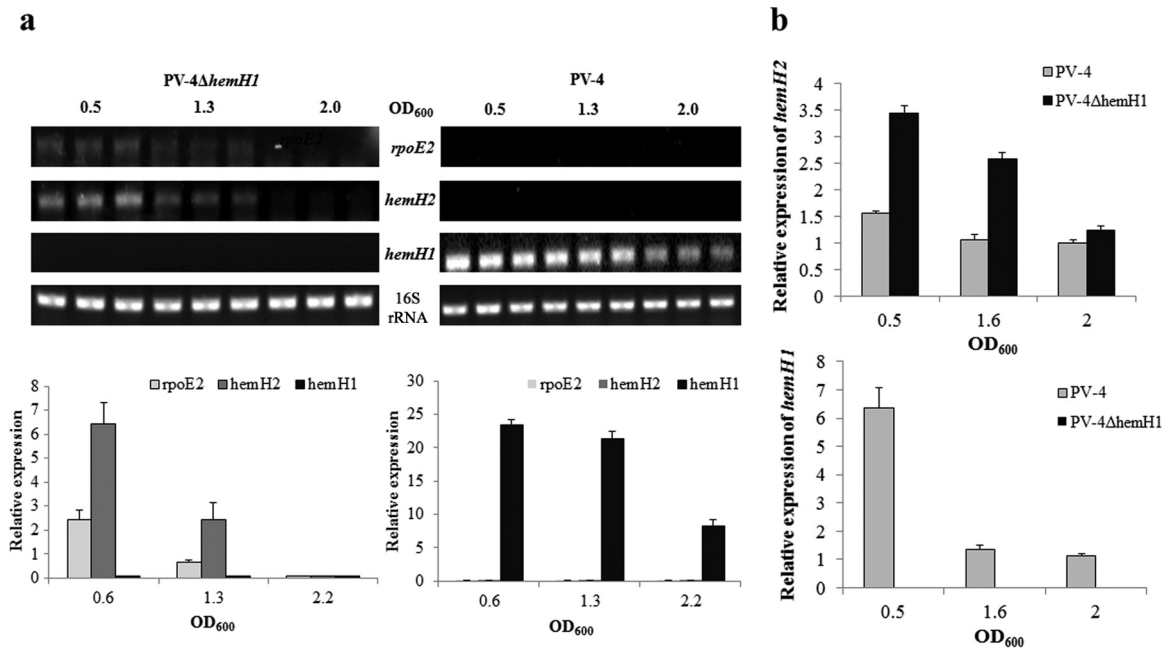 a
PV-4ΔhemH1
PV-4
0.5 1.3 2.0 OD600 0.5 1.3 2.0
rpoE2
rpoE2
hemH2
hemH1
16S
rRNA
rpoE2 hemH2 hemH1
Relative expression
8
7
6
5
4
3
2
1
0
0.6 1.3 2.2
OD600
rpoE2 hemH2 hemH1
Relative expression
30
25
20
15
10
5
0
0.6 1.3 2.2
OD600
b
PV-4
PV-4ΔhemH1
Relative expression of hemH2
4
3.5
3
2.5
2
1.5
1
0.5
0
0.5 1.6 2
OD600
PV-4
PV-4ΔhemH1
Relative expression of hemH1
8
7
6
5
4
3
2
1
0
0.5 1.6 2
OD600